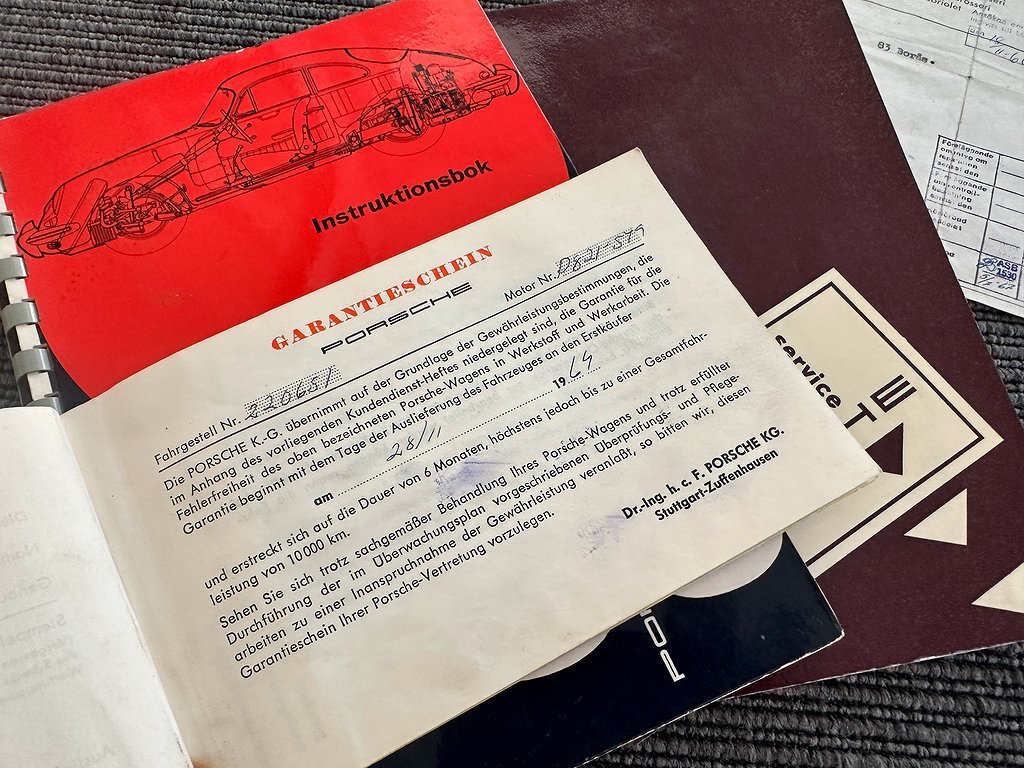 Instruktionsbok
GARANTIESCHEIN
PORSCHE
Fahrgestell Nr. 220681 Motor Nr.
Die PORSCHE K.-G. übernimmt auf der Grundlage der Gewährleistungsbestimmungen, die
im Anhang des vorliegenden Kundendienst-Heftes niedergelegt sind, die Garantie für die
Fehlerfreiheit des oben bezeichneten Porsche-Wagens in Werkstoff und Werkarbeit. Die
Garantie beginnt mit dem Tage der Auslieferung des Fahrzeuges an den Erstkäufer
am 28/11 1964
und erstreckt sich auf die Dauer von 6 Monaten, höchstens jedoch bis zu einer Gesamtfahr-
leistung von 10000 km.
Sehen Sie sich trotz sachgemäßer Behandlung Ihres Porsche-Wagens und trotz erfüllter
Durchführung der im Überwachungsplan vorgeschriebenen Überprüfungs- und Pflege-
arbeiten zu einer Inanspruchnahme der Gewährleistung veranlaßt, so bitten wir, diesen
Garantieschein Ihrer Porsche-Vertretung vorzulegen.
Dr.-Ing. h. c. F. PORSCHE KG.
Stuttgart-Zuffenhausen
service
TE
83 Borås.
ASB
1530